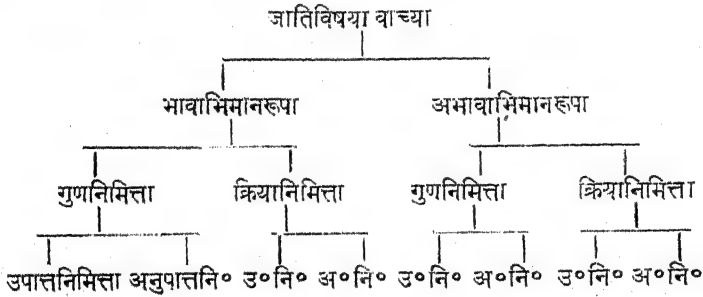 जातिविषया वाच्या
भावाभिमानरूपा अभावाभिमानरूपा
गुणनिमित्ता क्रियानिमित्ता गुणनिमित्ता क्रियानिमित्ता
उपात्तनिमित्ता अनुपात्तनि० उ०नि० अ०नि० उ०नि० अ०नि० उ०नि० अ०नि०